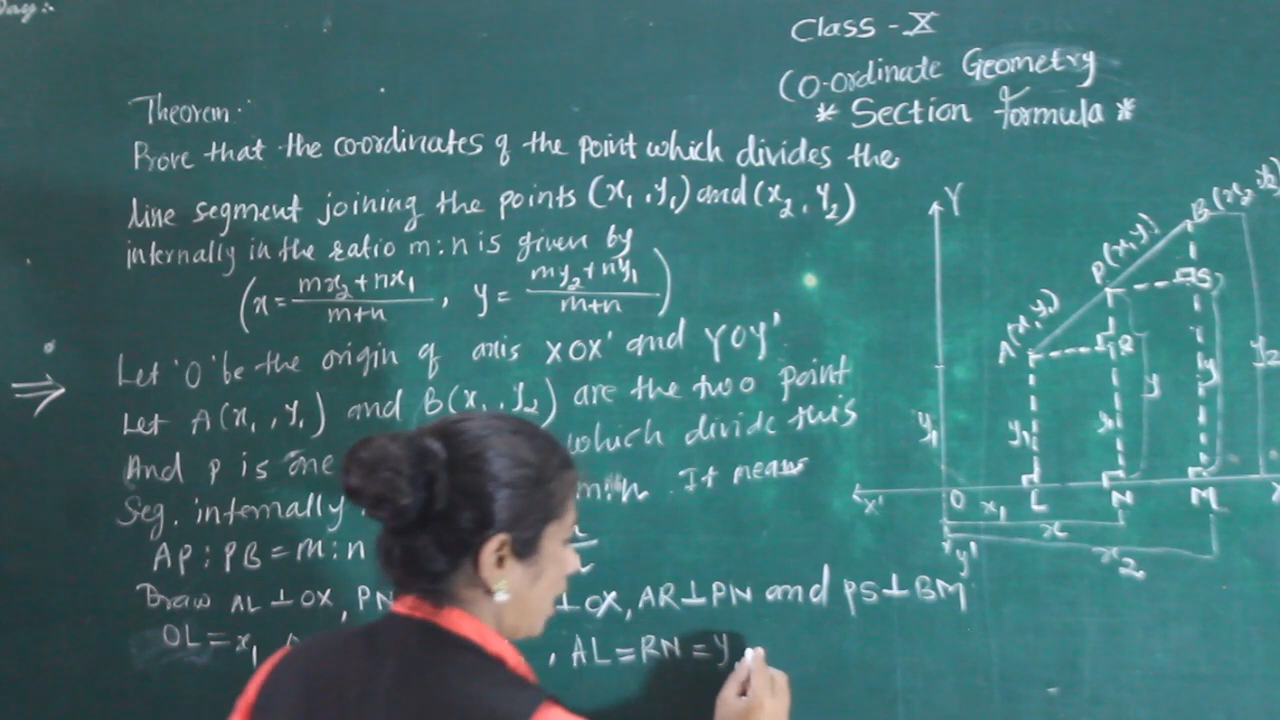 Day:-
Class - X
Co-ordinate Geometry
* Section formula *
Theorem.
Prove that the coordinates of the point which divides the
line segment joining the points (x₁, y₁) and (x₂, y₂)
internally in the ratio m:n is given by
(x = mx₂ + nx₁ / m+n , y = my₂ + ny₁ / m+n)
⇒ Let 'O' be the origin of axis XOX' and YOY'
Let A(x₁, y₁) and B(x₂, y₂) are the two point
And P is one which divide this
Seg. internally m:n. It means
AP : PB = m : n
Draw AL ⊥ OX, PN ⊥ OX, AR ⊥ PN and PS ⊥ BM
OL = x₁ , AL = RN = y
Y
B(x₂, y₂)
P(x, y)
S
A(x, y,)
R
y₂
y
y
y₁
y₁
y₁
X'
O
x₁
L
N
M
X
x
Y'
x₂